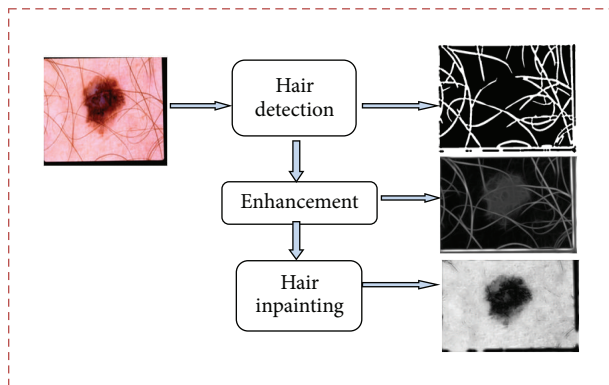 Hair
detection
Enhancement
Hair
inpainting